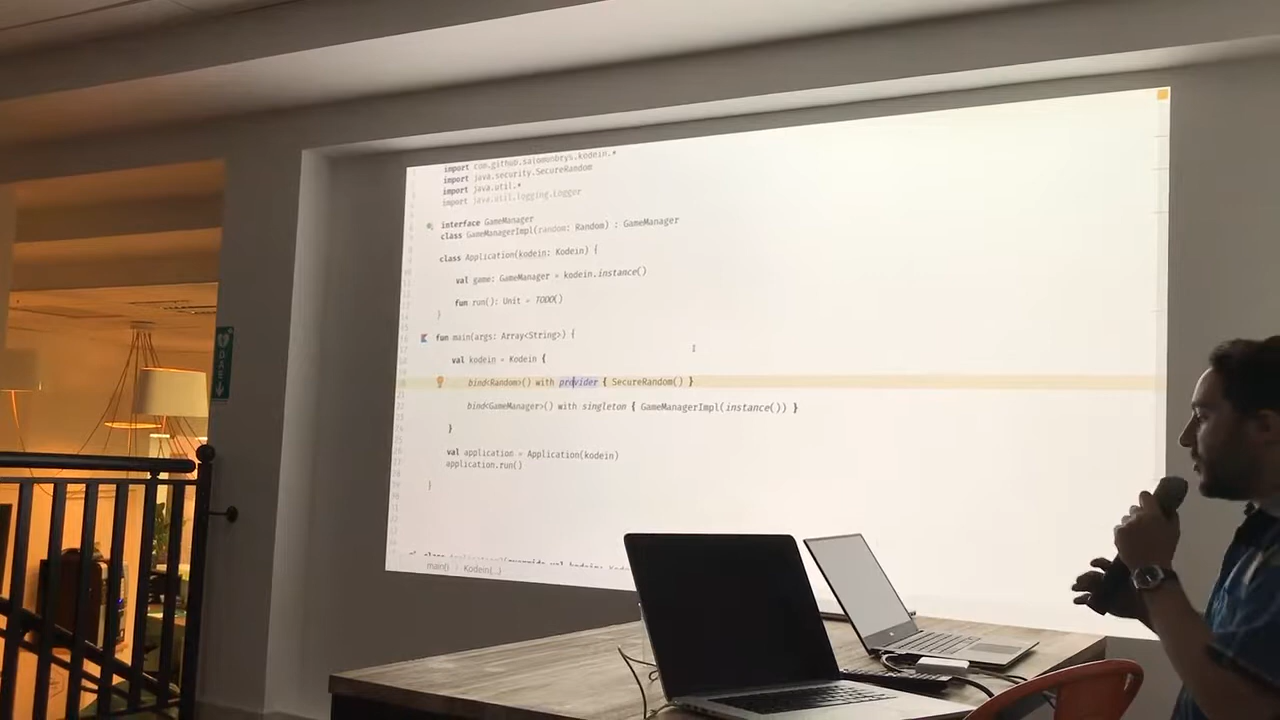 import com.github.salomonbrys.kodein.*
import java.security.SecureRandom
import java.util.*
import java.util.logging.Logger
interface GameManager
class GameManagerImpl(random: Random) : GameManager
class Application(kodein: Kodein) {
val game: GameManager = kodein.instance()
fun run(): Unit = TODO()
}
fun main(args: Array<String>) {
val kodein = Kodein {
bind<Random>() with provider { SecureRandom() }
bind<GameManager>() with singleton { GameManagerImpl(instance()) }
}
val application = Application(kodein)
application.run()
}
main() Kodein{...}
DAE